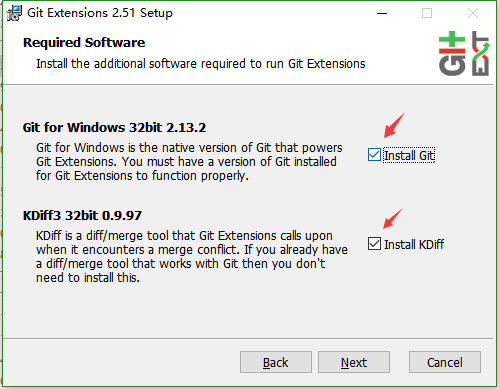 Git Extensions 2.51 Setup
Required Software
Install the additional software required to run Git Extensions
Git EXT
Git for Windows 32bit 2.13.2
Git for Windows is the native version of Git that powers
Git Extensions. You must have a version of Git installed
for Git Extensions to function properly.
Install Git
KDiff3 32bit 0.9.97
KDiff is a diff/merge tool that Git Extensions calls upon
when it encounters a merge conflict. If you already have
a diff/merge tool that works with Git then you don't
need to install this.
Install KDiff
Back Next Cancel